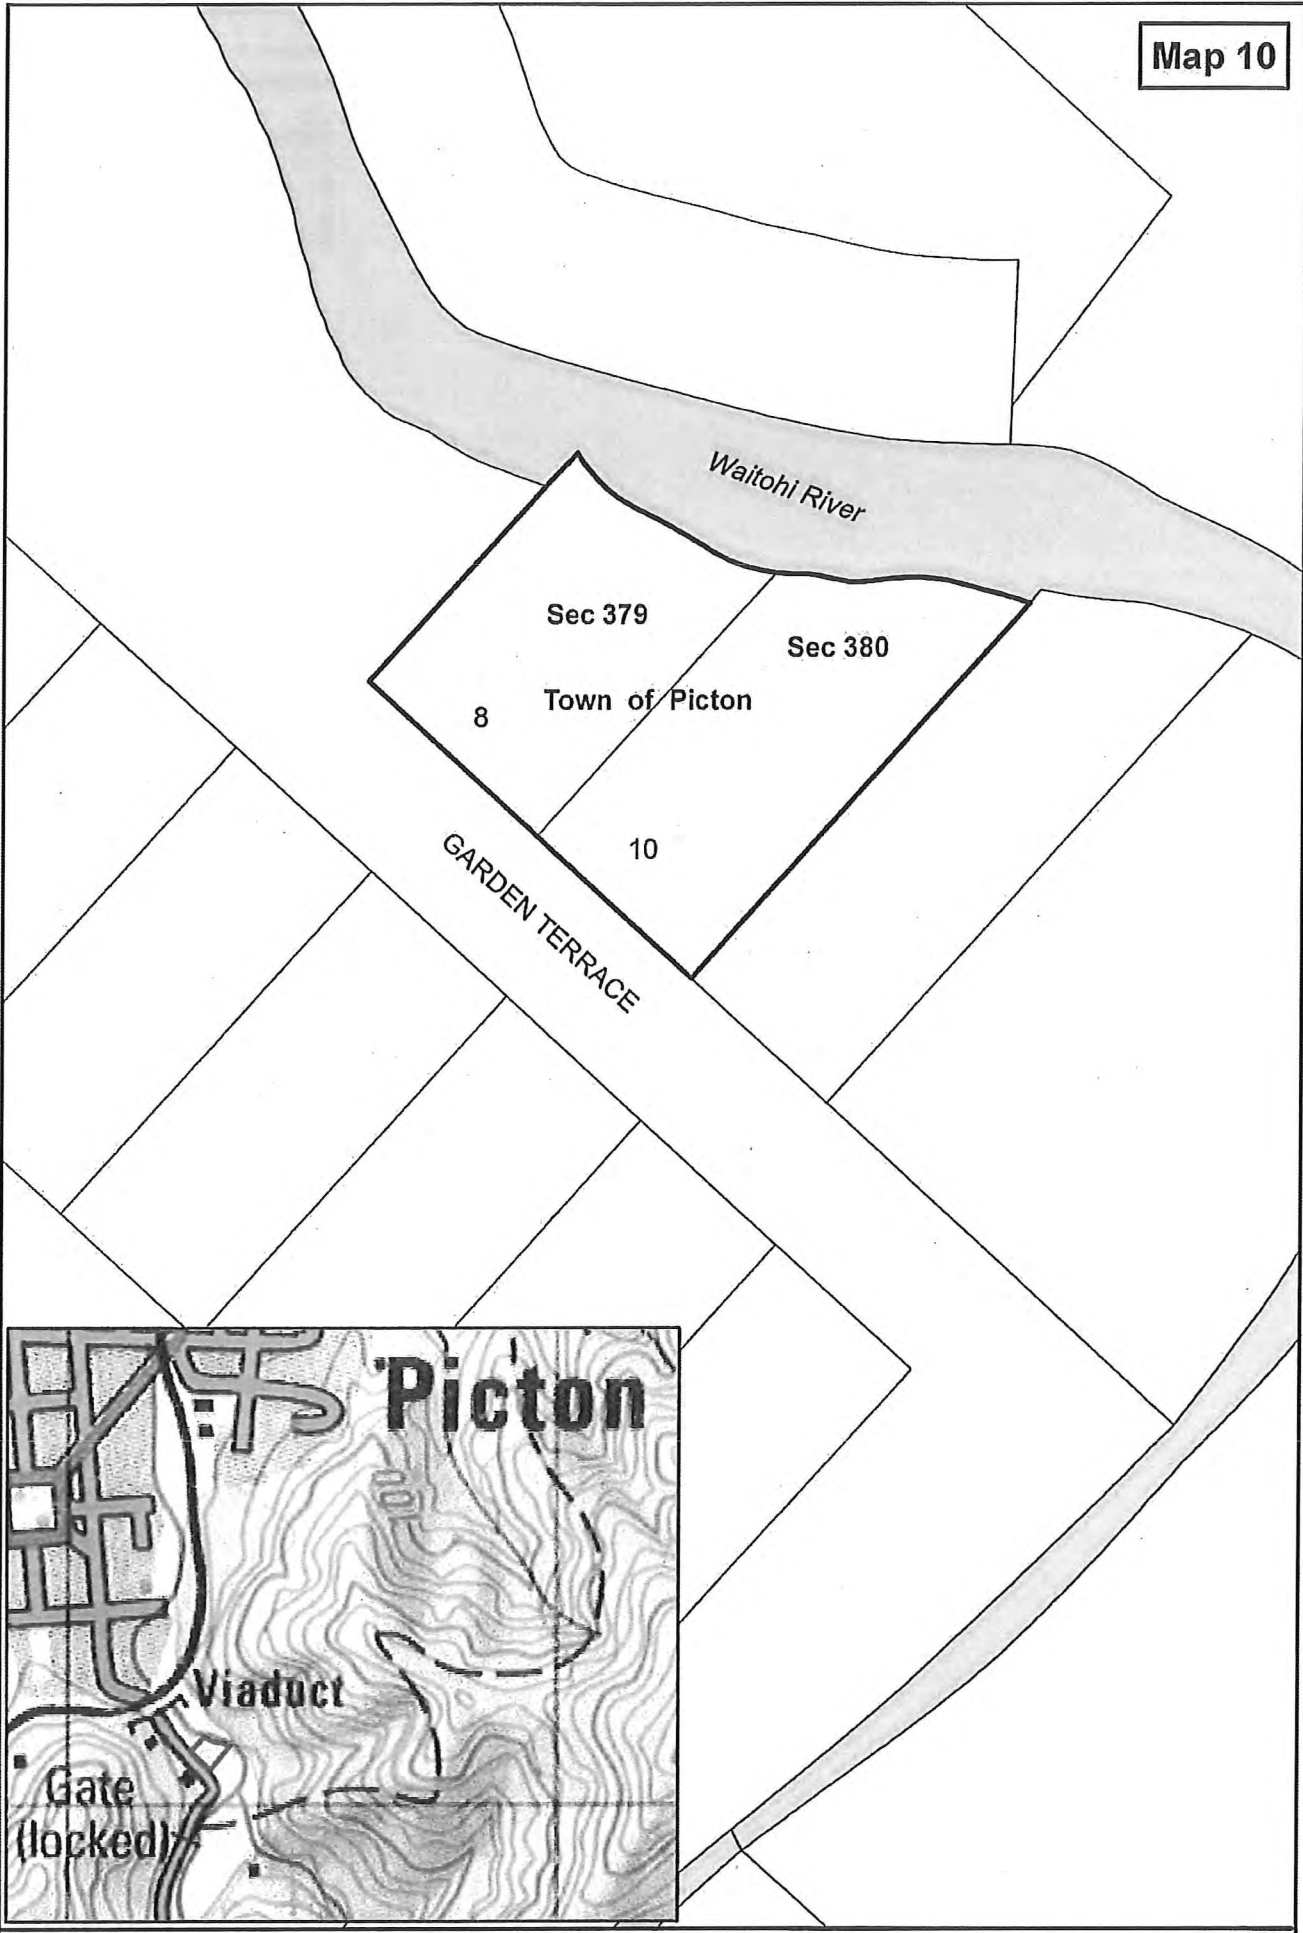 Map 10
Waitohi River
Sec 379
Sec 380
Town of Picton
8
10
GARDEN TERRACE
Picton
Viaduct
Gate
(locked)